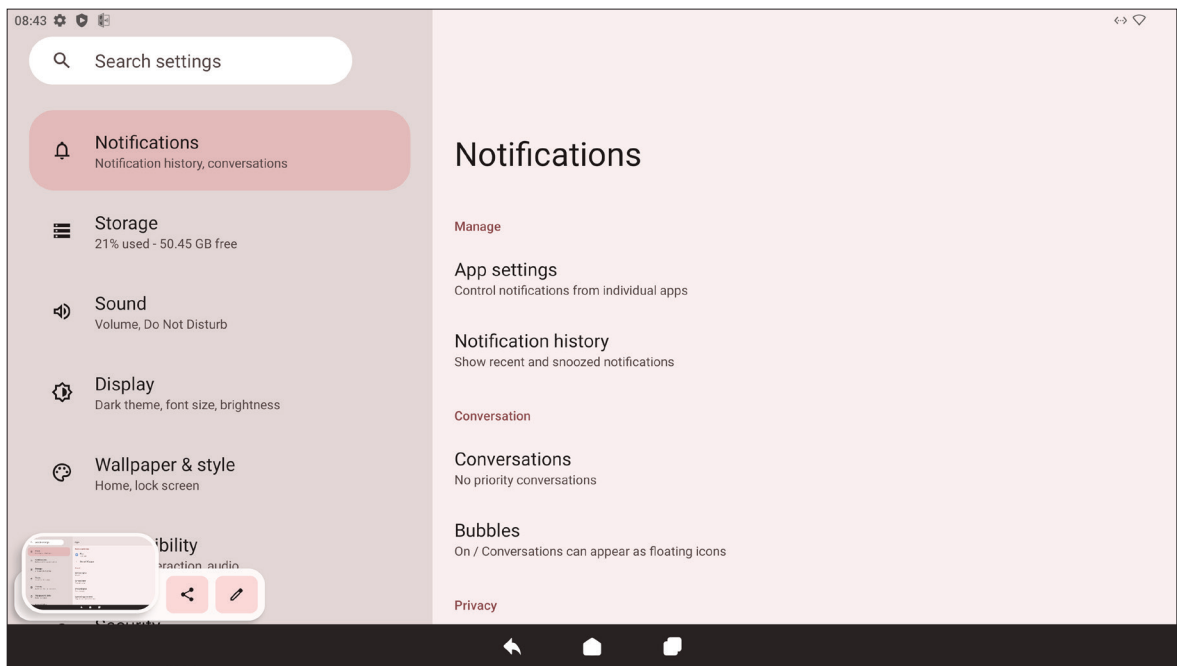 08:43
Search settings
Notifications
Notification history, conversations
Storage
21% used - 50.45 GB free
Sound
Volume, Do Not Disturb
Display
Dark theme, font size, brightness
Wallpaper & style
Home, lock screen
ibility
eraction, audio
Security
Notifications
Manage
App settings
Control notifications from individual apps
Notification history
Show recent and snoozed notifications
Conversation
Conversations
No priority conversations
Bubbles
On / Conversations can appear as floating icons
Privacy